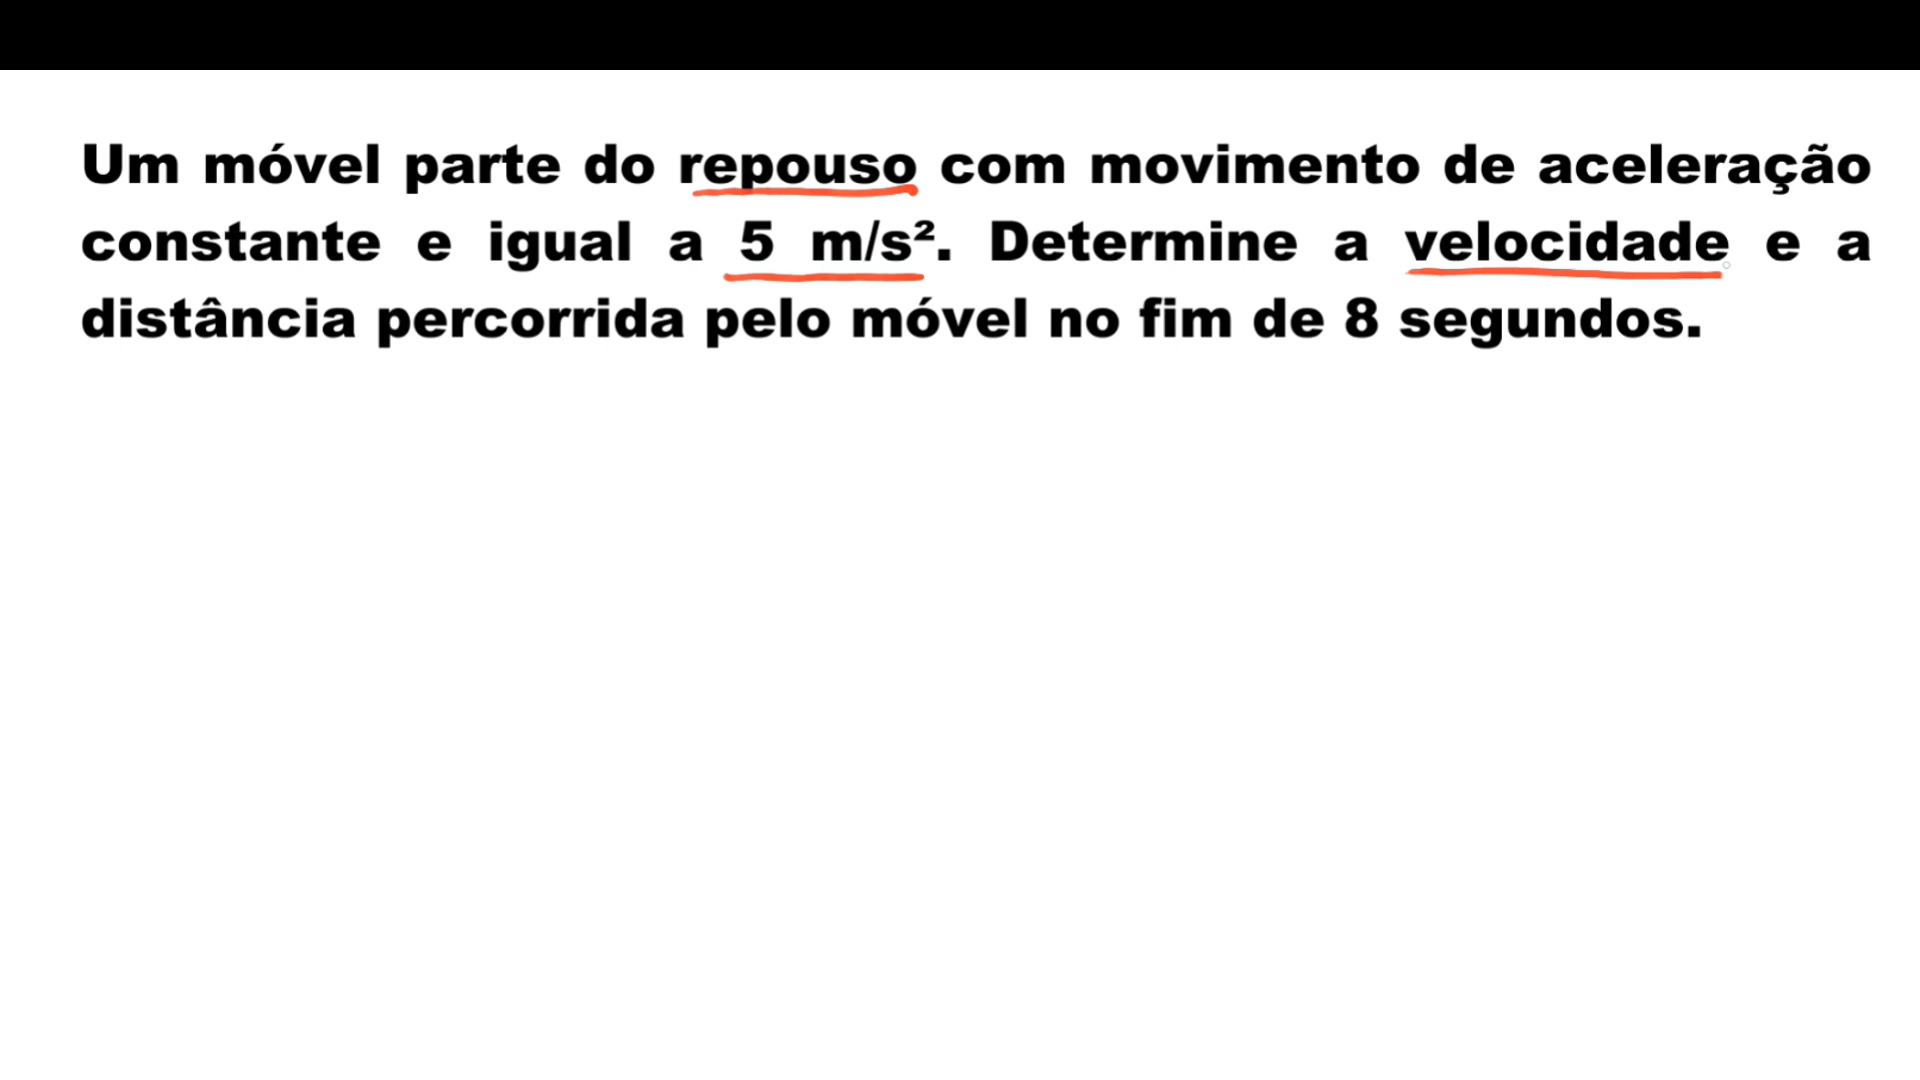 Um móvel parte do repouso com movimento de aceleração
constante e igual a 5 m/s². Determine a velocidade e a
distância percorrida pelo móvel no fim de 8 segundos.